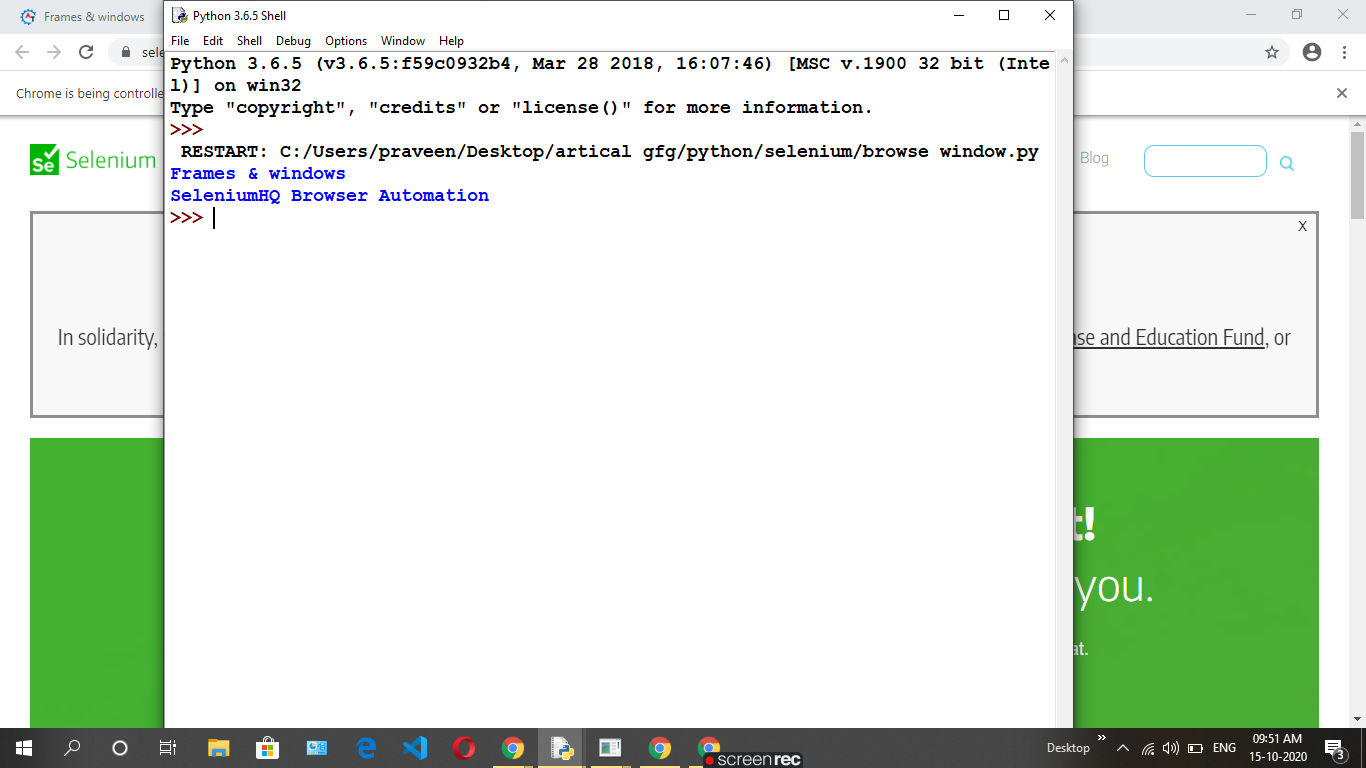 Frames & windows
Python 3.6.5 Shell
File Edit Shell Debug Options Window Help
Python 3.6.5 (v3.6.5:f59c0932b4, Mar 28 2018, 16:07:46) [MSC v.1900 32 bit (Inte
l)] on win32
Type "copyright", "credits" or "license()" for more information.
>>>
RESTART: C:/Users/praveen/Desktop/artical gfg/python/selenium/browse window.py
Frames & windows
SeleniumHQ Browser Automation
>>>
sele
Chrome is being controlle
Se Selenium
Blog
X
In solidarity,
nse and Education Fund, or
t!
you.
at.
Desktop
ENG
09:51 AM
15-10-2020
3
screenrec